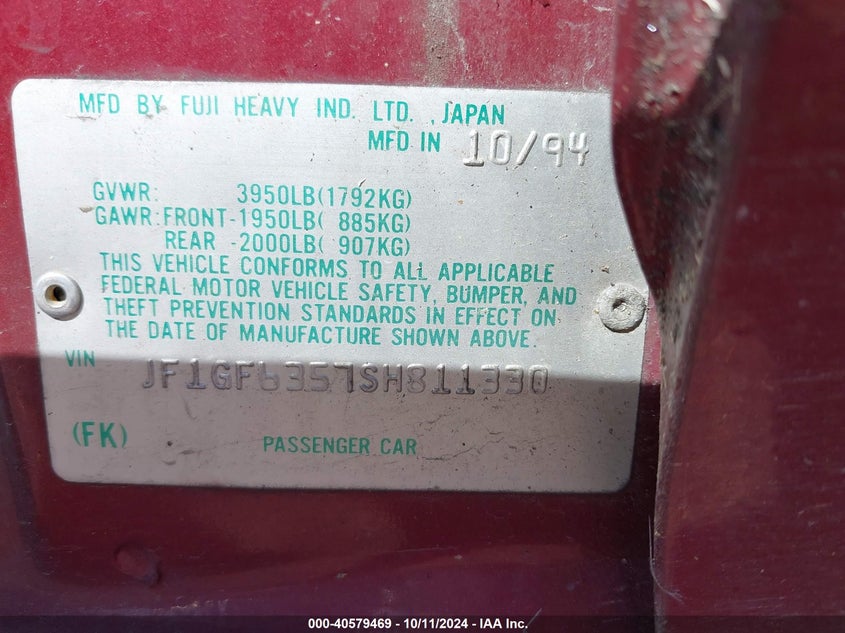 MFD BY FUJI HEAVY IND. LTD. ,JAPAN
MFD IN 10/94
GVWR: 3950LB(1792KG)
GAWR:FRONT-1950LB( 885KG)
REAR -2000LB( 907KG)
THIS VEHICLE CONFORMS TO ALL APPLICABLE
FEDERAL MOTOR VEHICLE SAFETY, BUMPER, AND
THEFT PREVENTION STANDARDS IN EFFECT ON
THE DATE OF MANUFACTURE SHOWN ABOVE.
VIN JF1GF6357SH811330
(FK) PASSENGER CAR
000-40579469 - 10/11/2024 - IAA Inc.